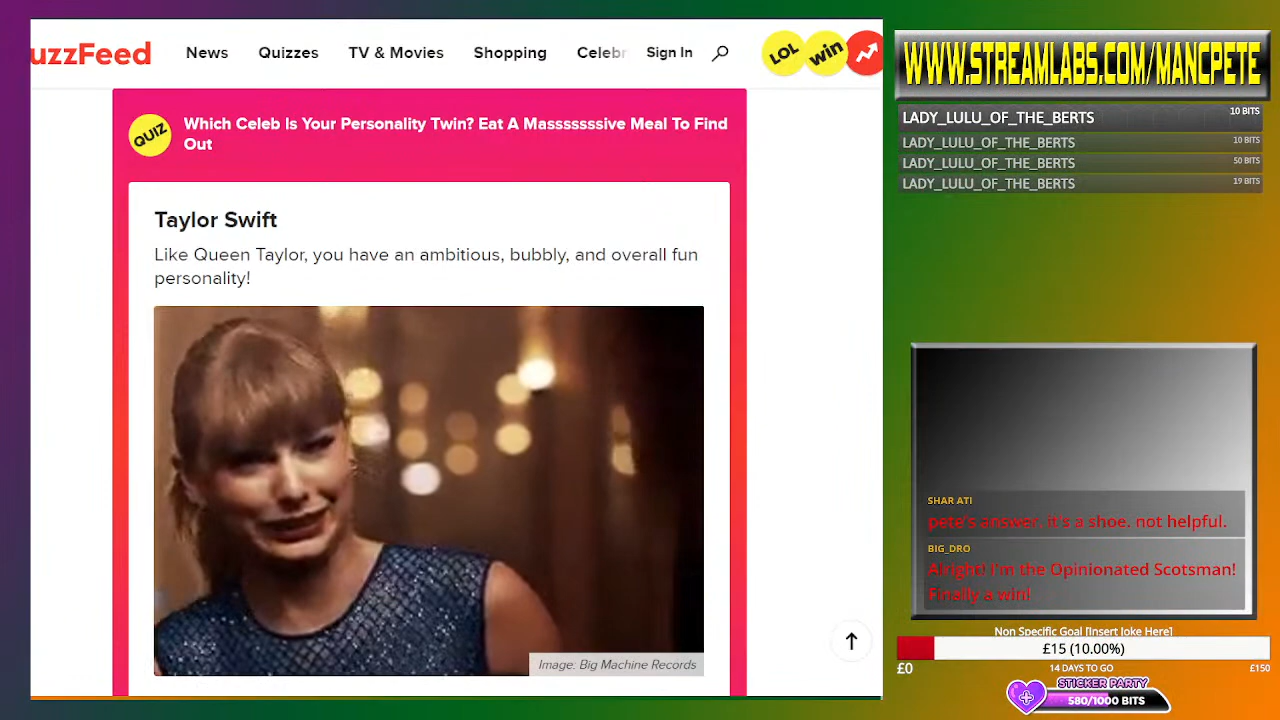 uzzFeed
News
Quizzes
TV & Movies
Shopping
Celebr
Sign In
LOL
win
QUIZ
Which Celeb Is Your Personality Twin? Eat A Massssssssive Meal To Find
Out
Taylor Swift
Like Queen Taylor, you have an ambitious, bubbly, and overall fun
personality!
Image: Big Machine Records
WWW.STREAMLABS.COM/MANCPETE
LADY_LULU_OF_THE_BERTS 10 BITS
LADY_LULU_OF_THE_BERTS 10 BITS
LADY_LULU_OF_THE_BERTS 50 BITS
LADY_LULU_OF_THE_BERTS 19 BITS
SHAR ATI
pete's answer. it's a shoe. not helpful.
BIG_DRO
Alright! I'm the Opinionated Scotsman!
Finally a win!
Non Specific Goal [Insert Joke Here]
£15 (10.00%)
£0 14 DAYS TO GO £150
STICKER PARTY
580/1000 BITS